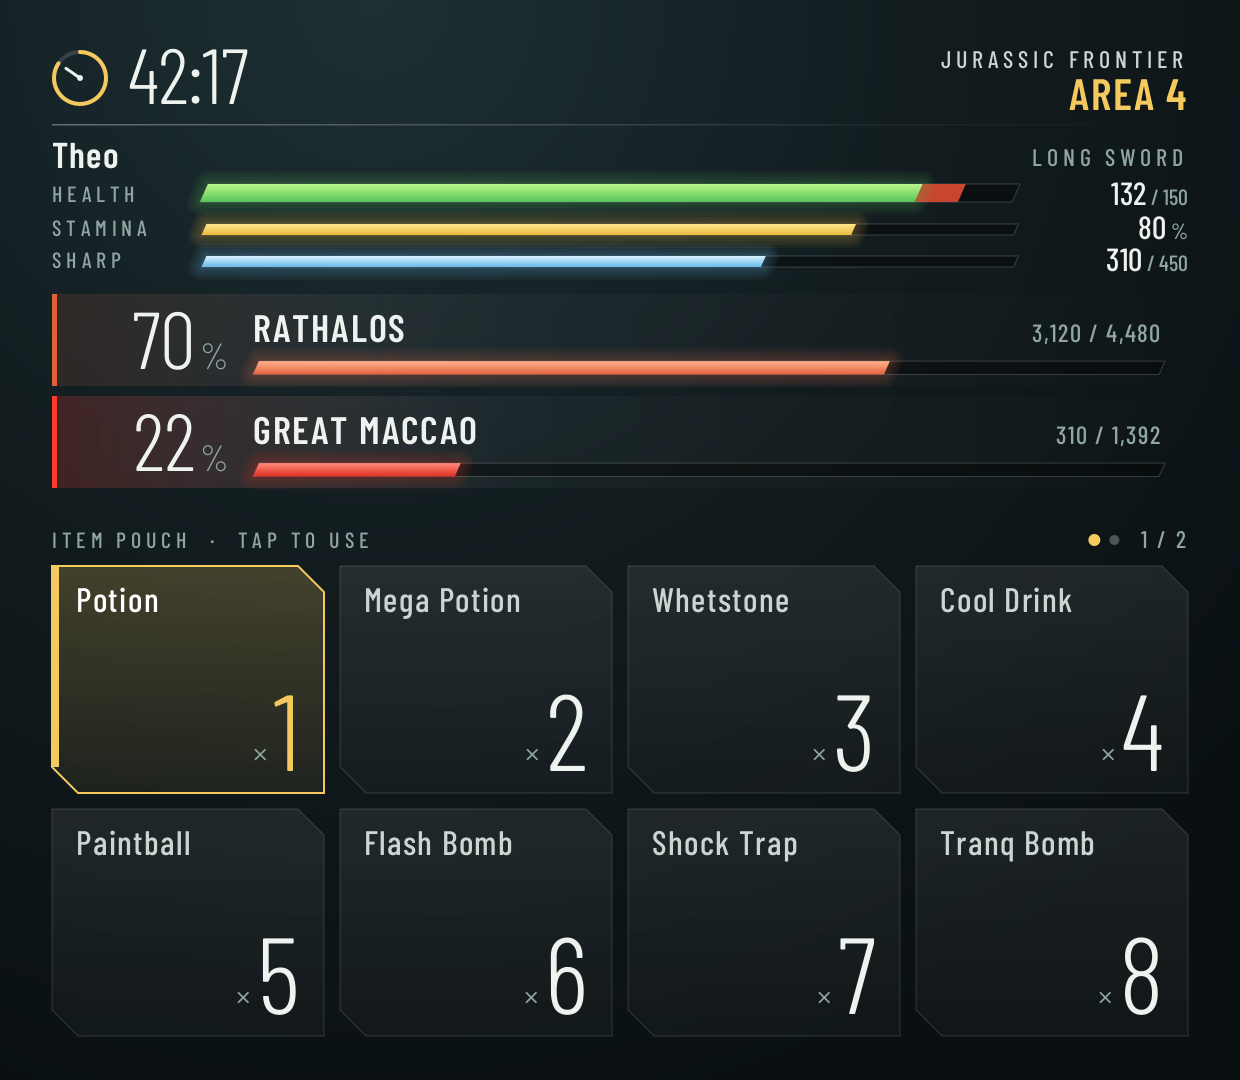 42:17
JURASSIC FRONTIER
AREA 4
Theo
LONG SWORD
HEALTH
132 / 150
STAMINA
80 %
SHARP
310 / 450
70 %
RATHALOS
3,120 / 4,480
22 %
GREAT MACCAO
310 / 1,392
ITEM POUCH · TAP TO USE
1 / 2
Potion
×1
Mega Potion
×2
Whetstone
×3
Cool Drink
×4
Paintball
×5
Flash Bomb
×6
Shock Trap
×7
Tranq Bomb
×8